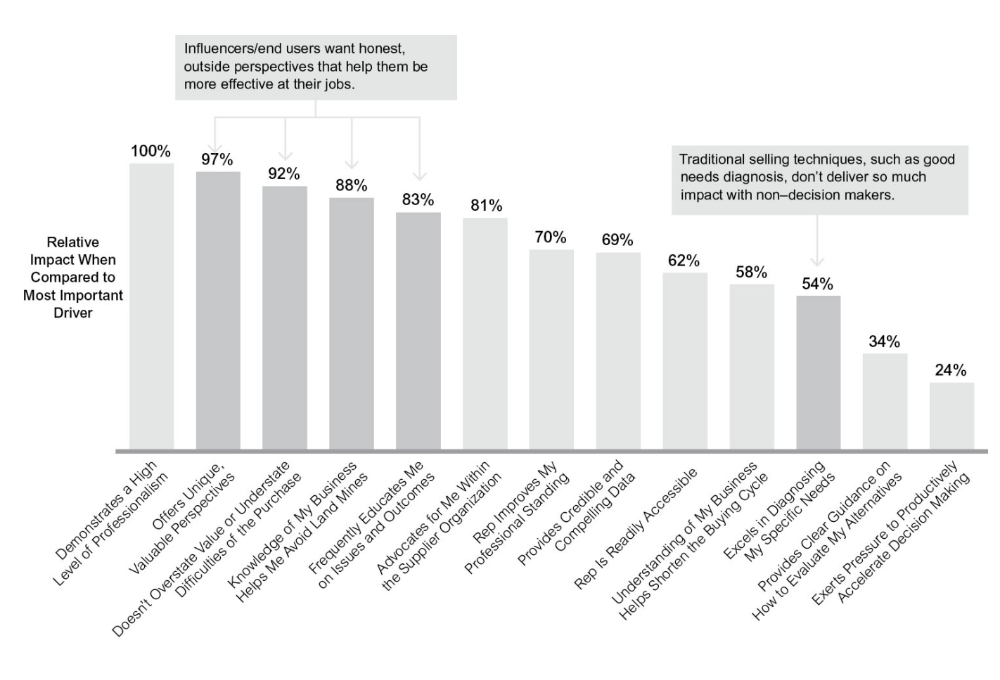 Influencers/end users want honest,
outside perspectives that help them be
more effective at their jobs.
Traditional selling techniques, such as good
needs diagnosis, don’t deliver so much
impact with non–decision makers.
Relative
Impact When
Compared to
Most Important
Driver
100%
97%
92%
88%
83%
81%
70%
69%
62%
58%
54%
34%
24%
Demonstrates a High
Level of Professionalism
Offers Unique,
Valuable Perspectives
Doesn’t Overstate Value or Understate
Difficulties of the Purchase
Knowledge of My Business
Helps Me Avoid Land Mines
Frequently Educates Me
on Issues and Outcomes
Advocates for Me Within
the Supplier Organization
Rep Improves My
Professional Standing
Provides Credible and
Compelling Data
Rep Is Readily Accessible
Understanding of My Business
Helps Shorten the Buying Cycle
Excels in Diagnosing
My Specific Needs
Provides Clear Guidance on
How to Evaluate My Alternatives
Exerts Pressure to Productively
Accelerate Decision Making